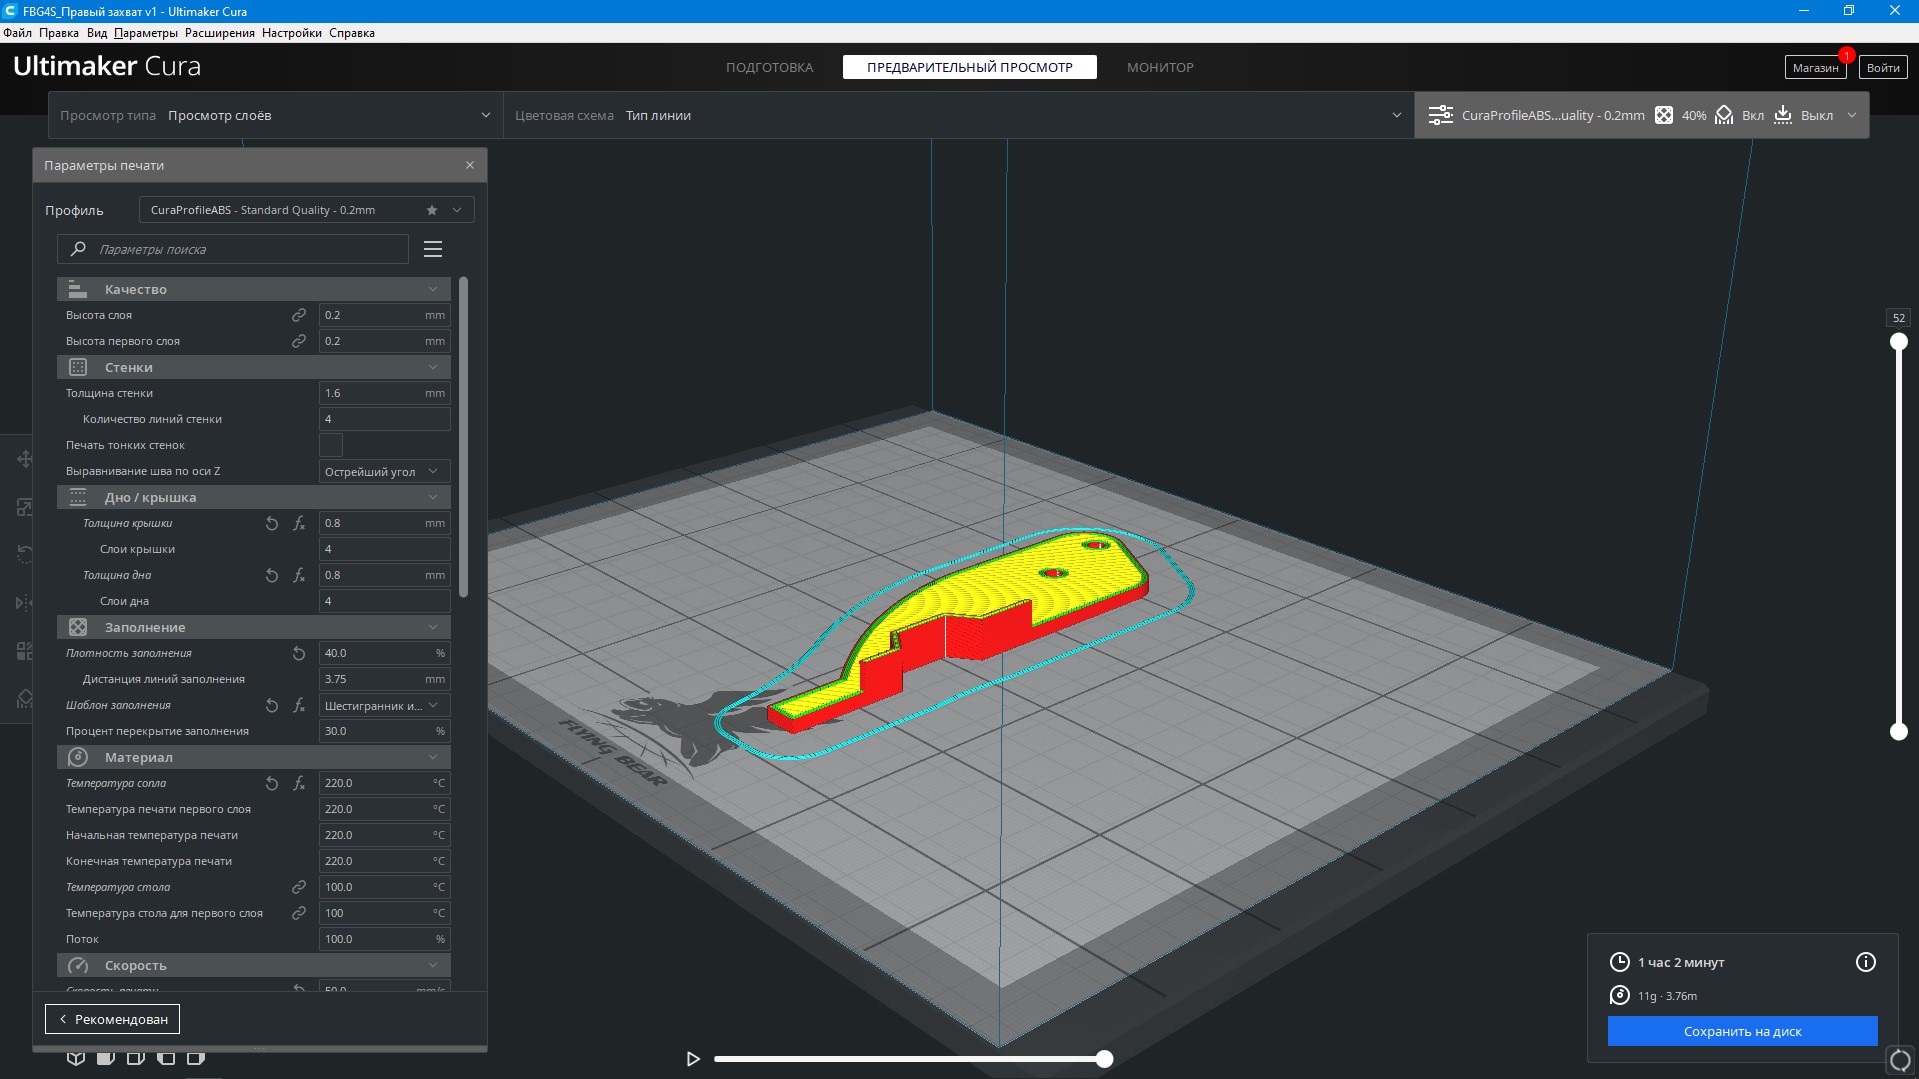 FBG4S_Правый захват v1 - Ultimaker Cura
Файл Правка Вид Параметры Расширения Настройки Справка
Ultimaker Cura
ПОДГОТОВКА ПРЕДВАРИТЕЛЬНЫЙ ПРОСМОТР МОНИТОР
Магазин 1 Войти
Просмотр типа Просмотр слоёв Цветовая схема Тип линии CuraProfileABS...uality - 0.2mm 40% Вкл Выкл
Параметры печати
Профиль CuraProfileABS - Standard Quality - 0.2mm
Параметры поиска
Качество
Высота слоя 0.2 mm
Высота первого слоя 0.2 mm
Стенки
Толщина стенки 1.6 mm
Количество линий стенки 4
Печать тонких стенок
Выравнивание шва по оси Z Острейший угол
Дно / крышка
Толщина крышки 0.8 mm
Слои крышки 4
Толщина дна 0.8 mm
Слои дна 4
Заполнение
Плотность заполнения 40.0 %
Дистанция линий заполнения 3.75 mm
Шаблон заполнения Шестигранник и...
Процент перекрытие заполнения 30.0 %
Материал
Температура сопла 220.0 °C
Температура печати первого слоя 220.0 °C
Начальная температура печати 220.0 °C
Конечная температура печати 220.0 °C
Температура стола 100.0 °C
Температура стола для первого слоя 100 °C
Поток 100.0 %
Скорость
Скорость печати 50.0 mm/s
Рекомендован
52
FLYING BEAR
1 час 2 минут
11g · 3.76m
Сохранить на диск